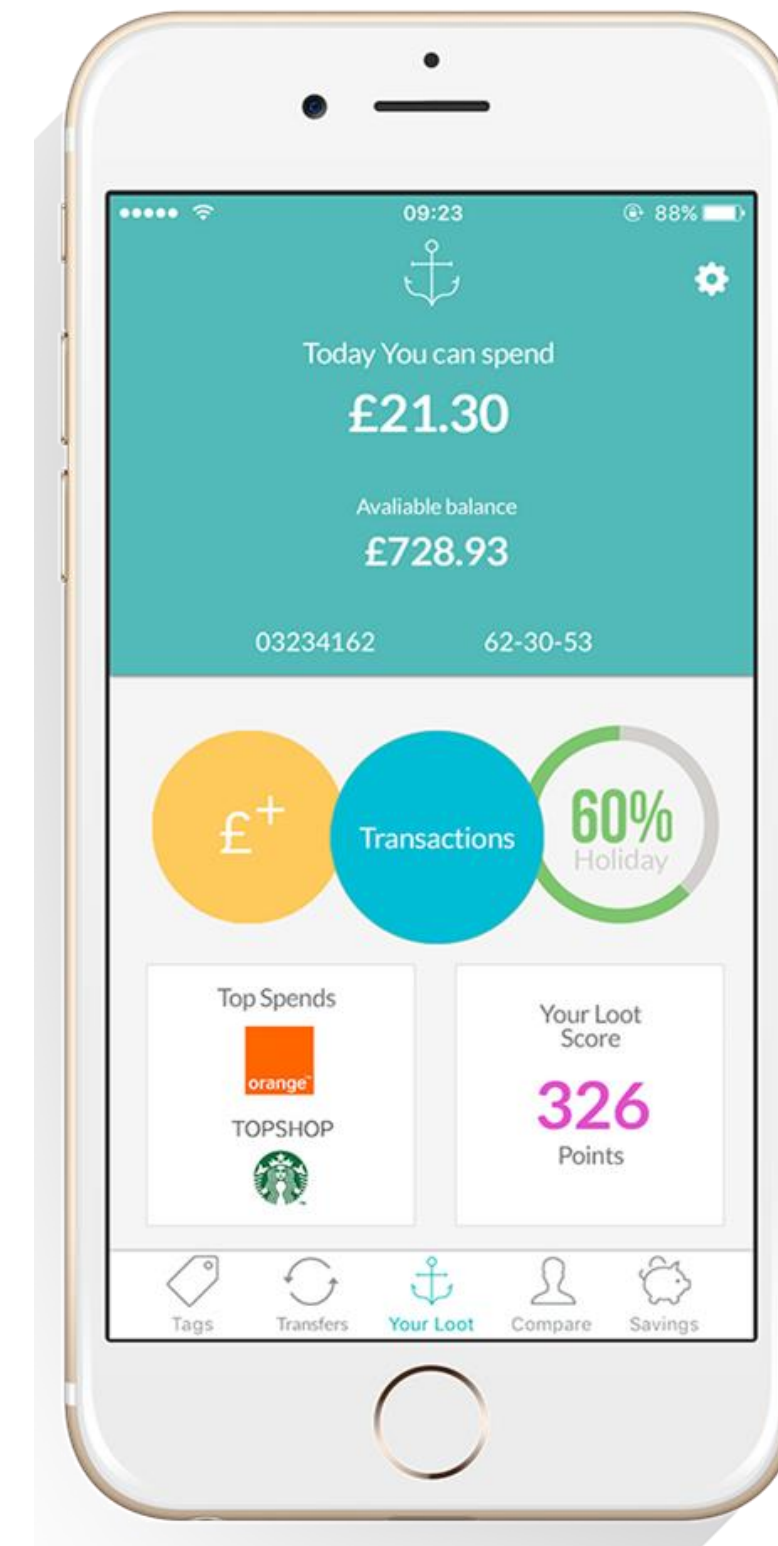 09:23
88%
Today You can spend
£21.30
Avaliable balance
£728.93
03234162 62-30-53
£+
Transactions
60%
Holiday
Top Spends
orange™
TOPSHOP
Your Loot
Score
326
Points
Tags Transfers Your Loot Compare Savings